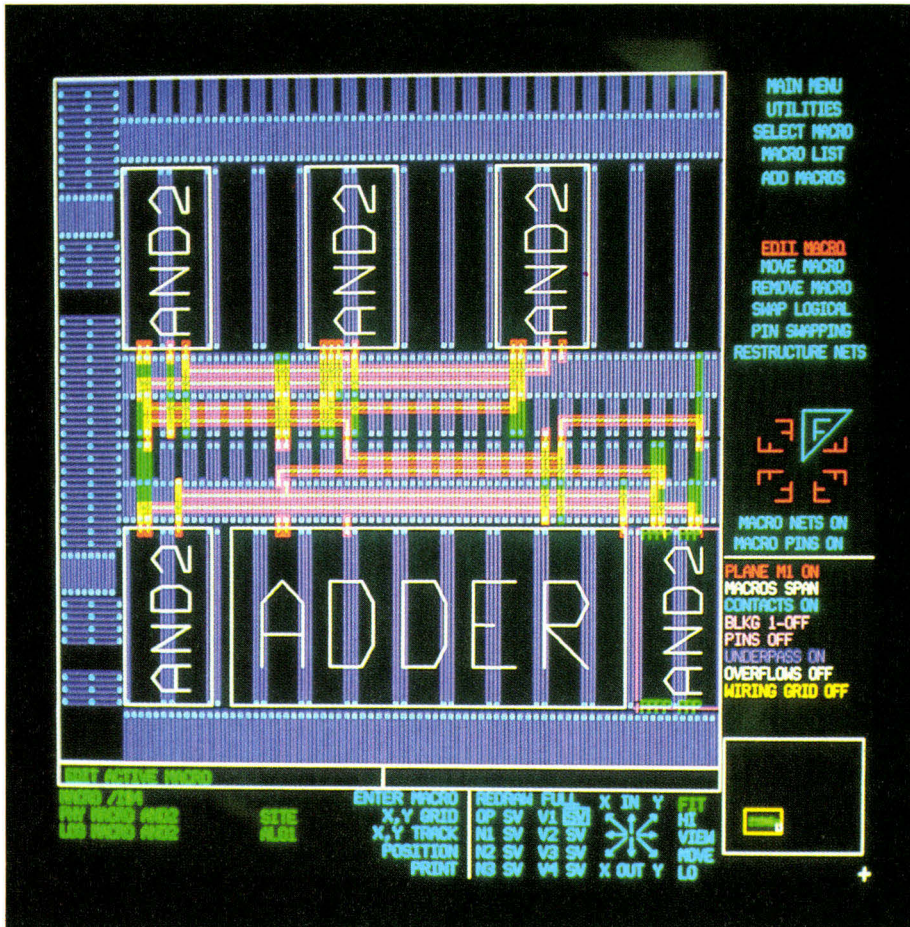 MAIN MENU
UTILITIES
SELECT MACRO
MACRO LIST
ADD MACROS
EDIT MACRO
MOVE MACRO
REMOVE MACRO
SWAP LOGICAL
PIN SWAPPING
RESTRUCTURE NETS
MACRO NETS ON
MACRO PINS ON
PLANE M1 ON
MACROS SPAN
CONTACTS ON
BLKG 1-OFF
PINS OFF
UNDERPASS ON
OVERFLOWS OFF
WIRING GRID OFF
AND2 AND2 AND2
AND2 ADDER AND2
EDIT ACTIVE MACRO
MACRO AND2 SITE
LOG MACRO AND2 AL01
ENTER MACRO
X,Y GRID
X,Y TRACK
POSITION
PRINT
REDRAW FULL
OP SV V1 SV
N1 SV V2 SV
N2 SV V3 SV
N3 SV V4 SV
X IN Y
X OUT Y
FIT
HI
VIEW
MOVE
LO